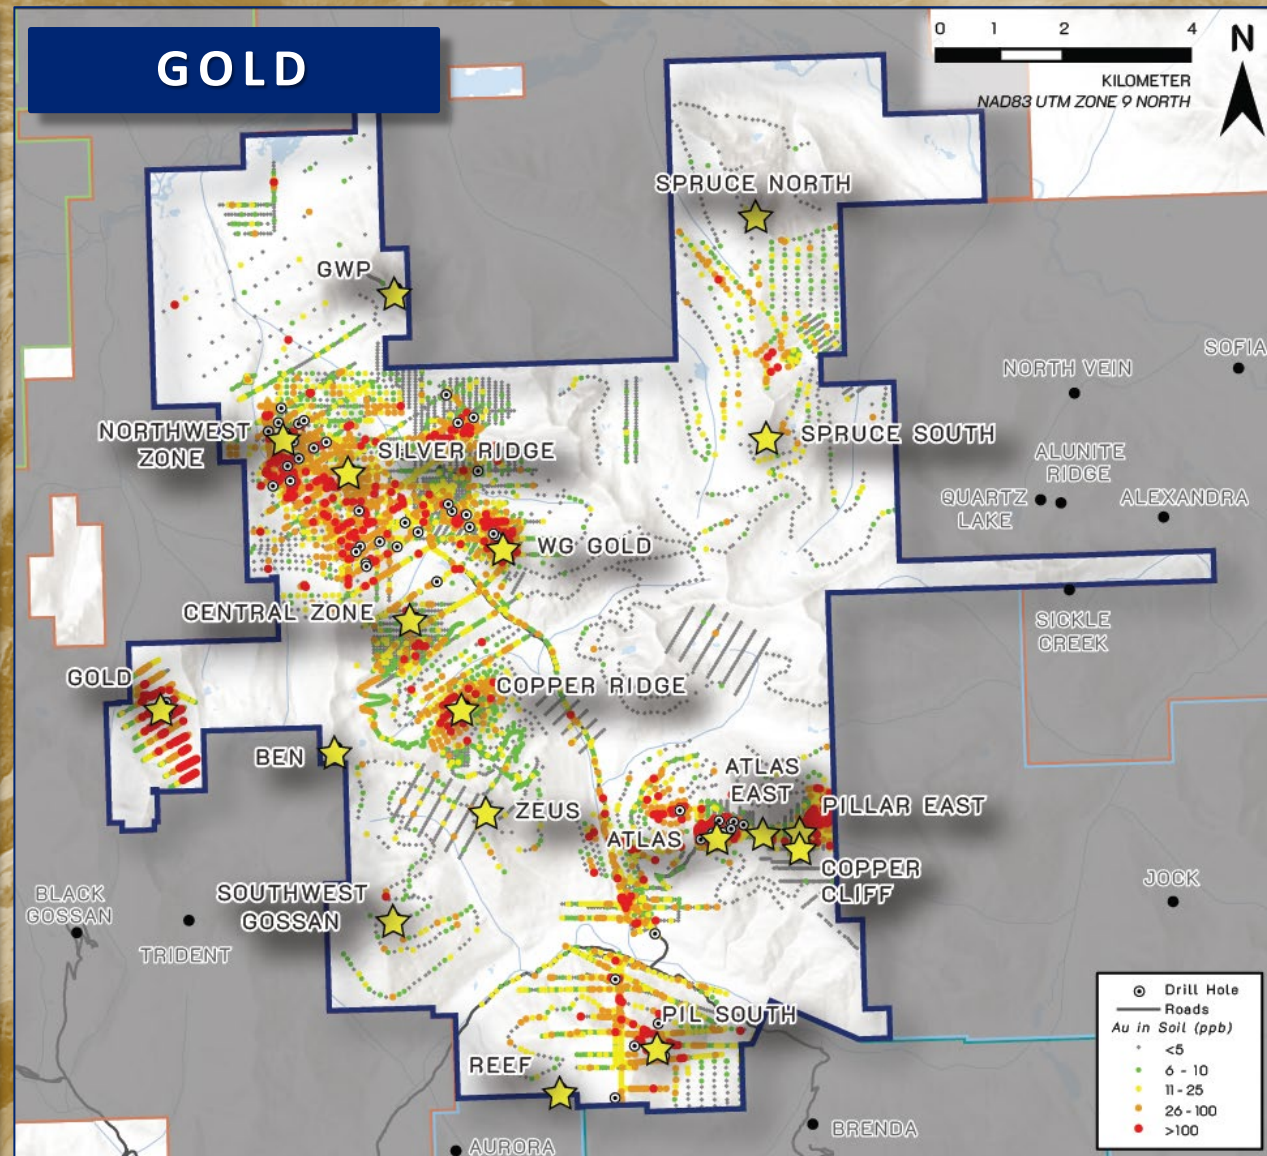 GOLD
0 1 2 4
KILOMETER
NAD83 UTM ZONE 9 NORTH
N
SPRUCE NORTH
GWP
SOFIA
NORTH VEIN
NORTHWEST
ZONE
SILVER RIDGE
SPRUCE SOUTH
ALUNITE
RIDGE
QUARTZ
LAKE
ALEXANDRA
WG GOLD
CENTRAL ZONE
SICKLE
CREEK
GOLD
COPPER RIDGE
BEN
ATLAS
EAST
ZEUS
PILLAR EAST
ATLAS
COPPER
CLIFF
SOUTHWEST
GOSSAN
BLACK
GOSSAN
JOCK
TRIDENT
PIL SOUTH
REEF
AURORA
BRENDA
Drill Hole
Roads
Au in Soil (ppb)
<5
6 - 10
11 - 25
26 - 100
>100